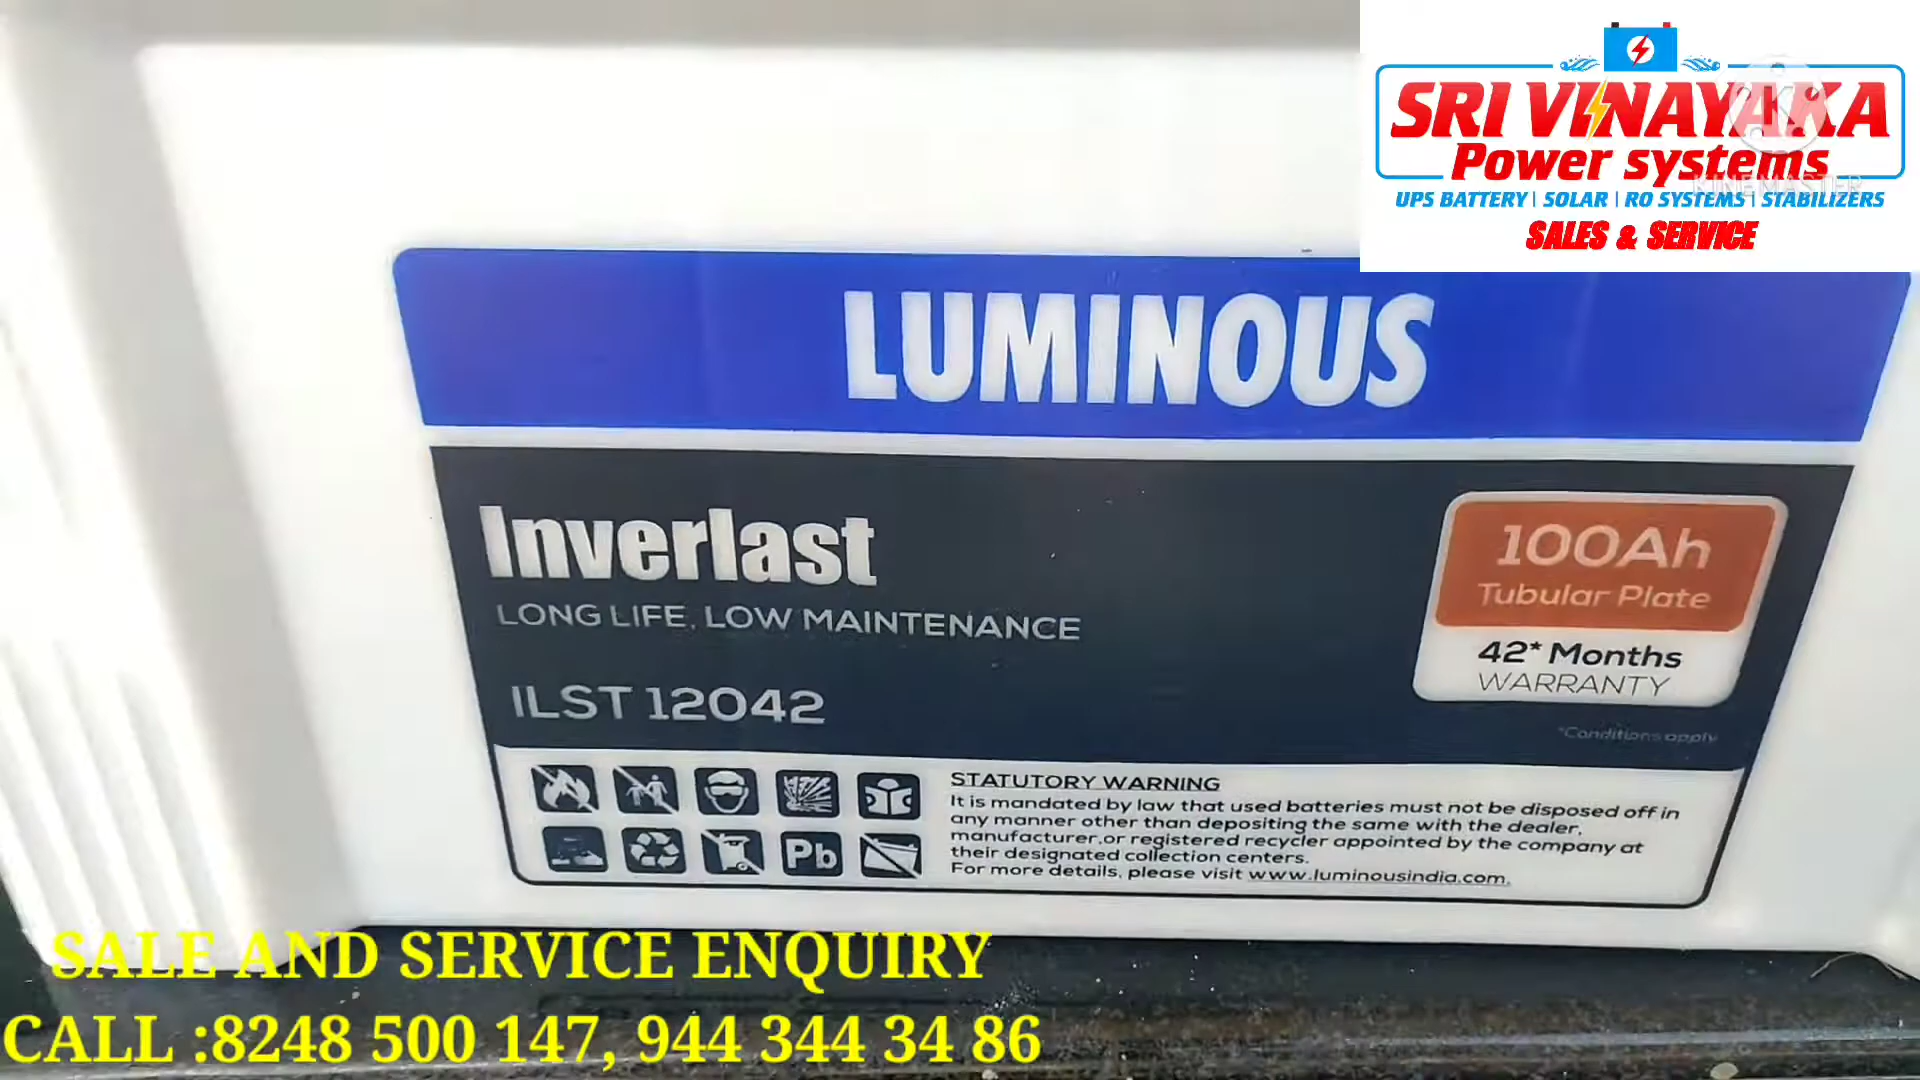 SRI VINAYAKA
Power systems
UPS BATTERY | SOLAR | RO SYSTEMS | STABILIZERS
SALES & SERVICE
KINEMASTER
LUMINOUS
Inverlast
LONG LIFE, LOW MAINTENANCE
ILST 12042
100Ah
Tubular Plate
42* Months
WARRANTY
*Conditions apply
Pb
STATUTORY WARNING
It is mandated by law that used batteries must not be disposed off in
any manner other than depositing the same with the dealer,
manufacturer,or registered recycler appointed by the company at
their designated collection centers.
For more details, please visit www.luminousindia.com.
SALE AND SERVICE ENQUIRY
CALL :8248 500 147, 944 344 34 86